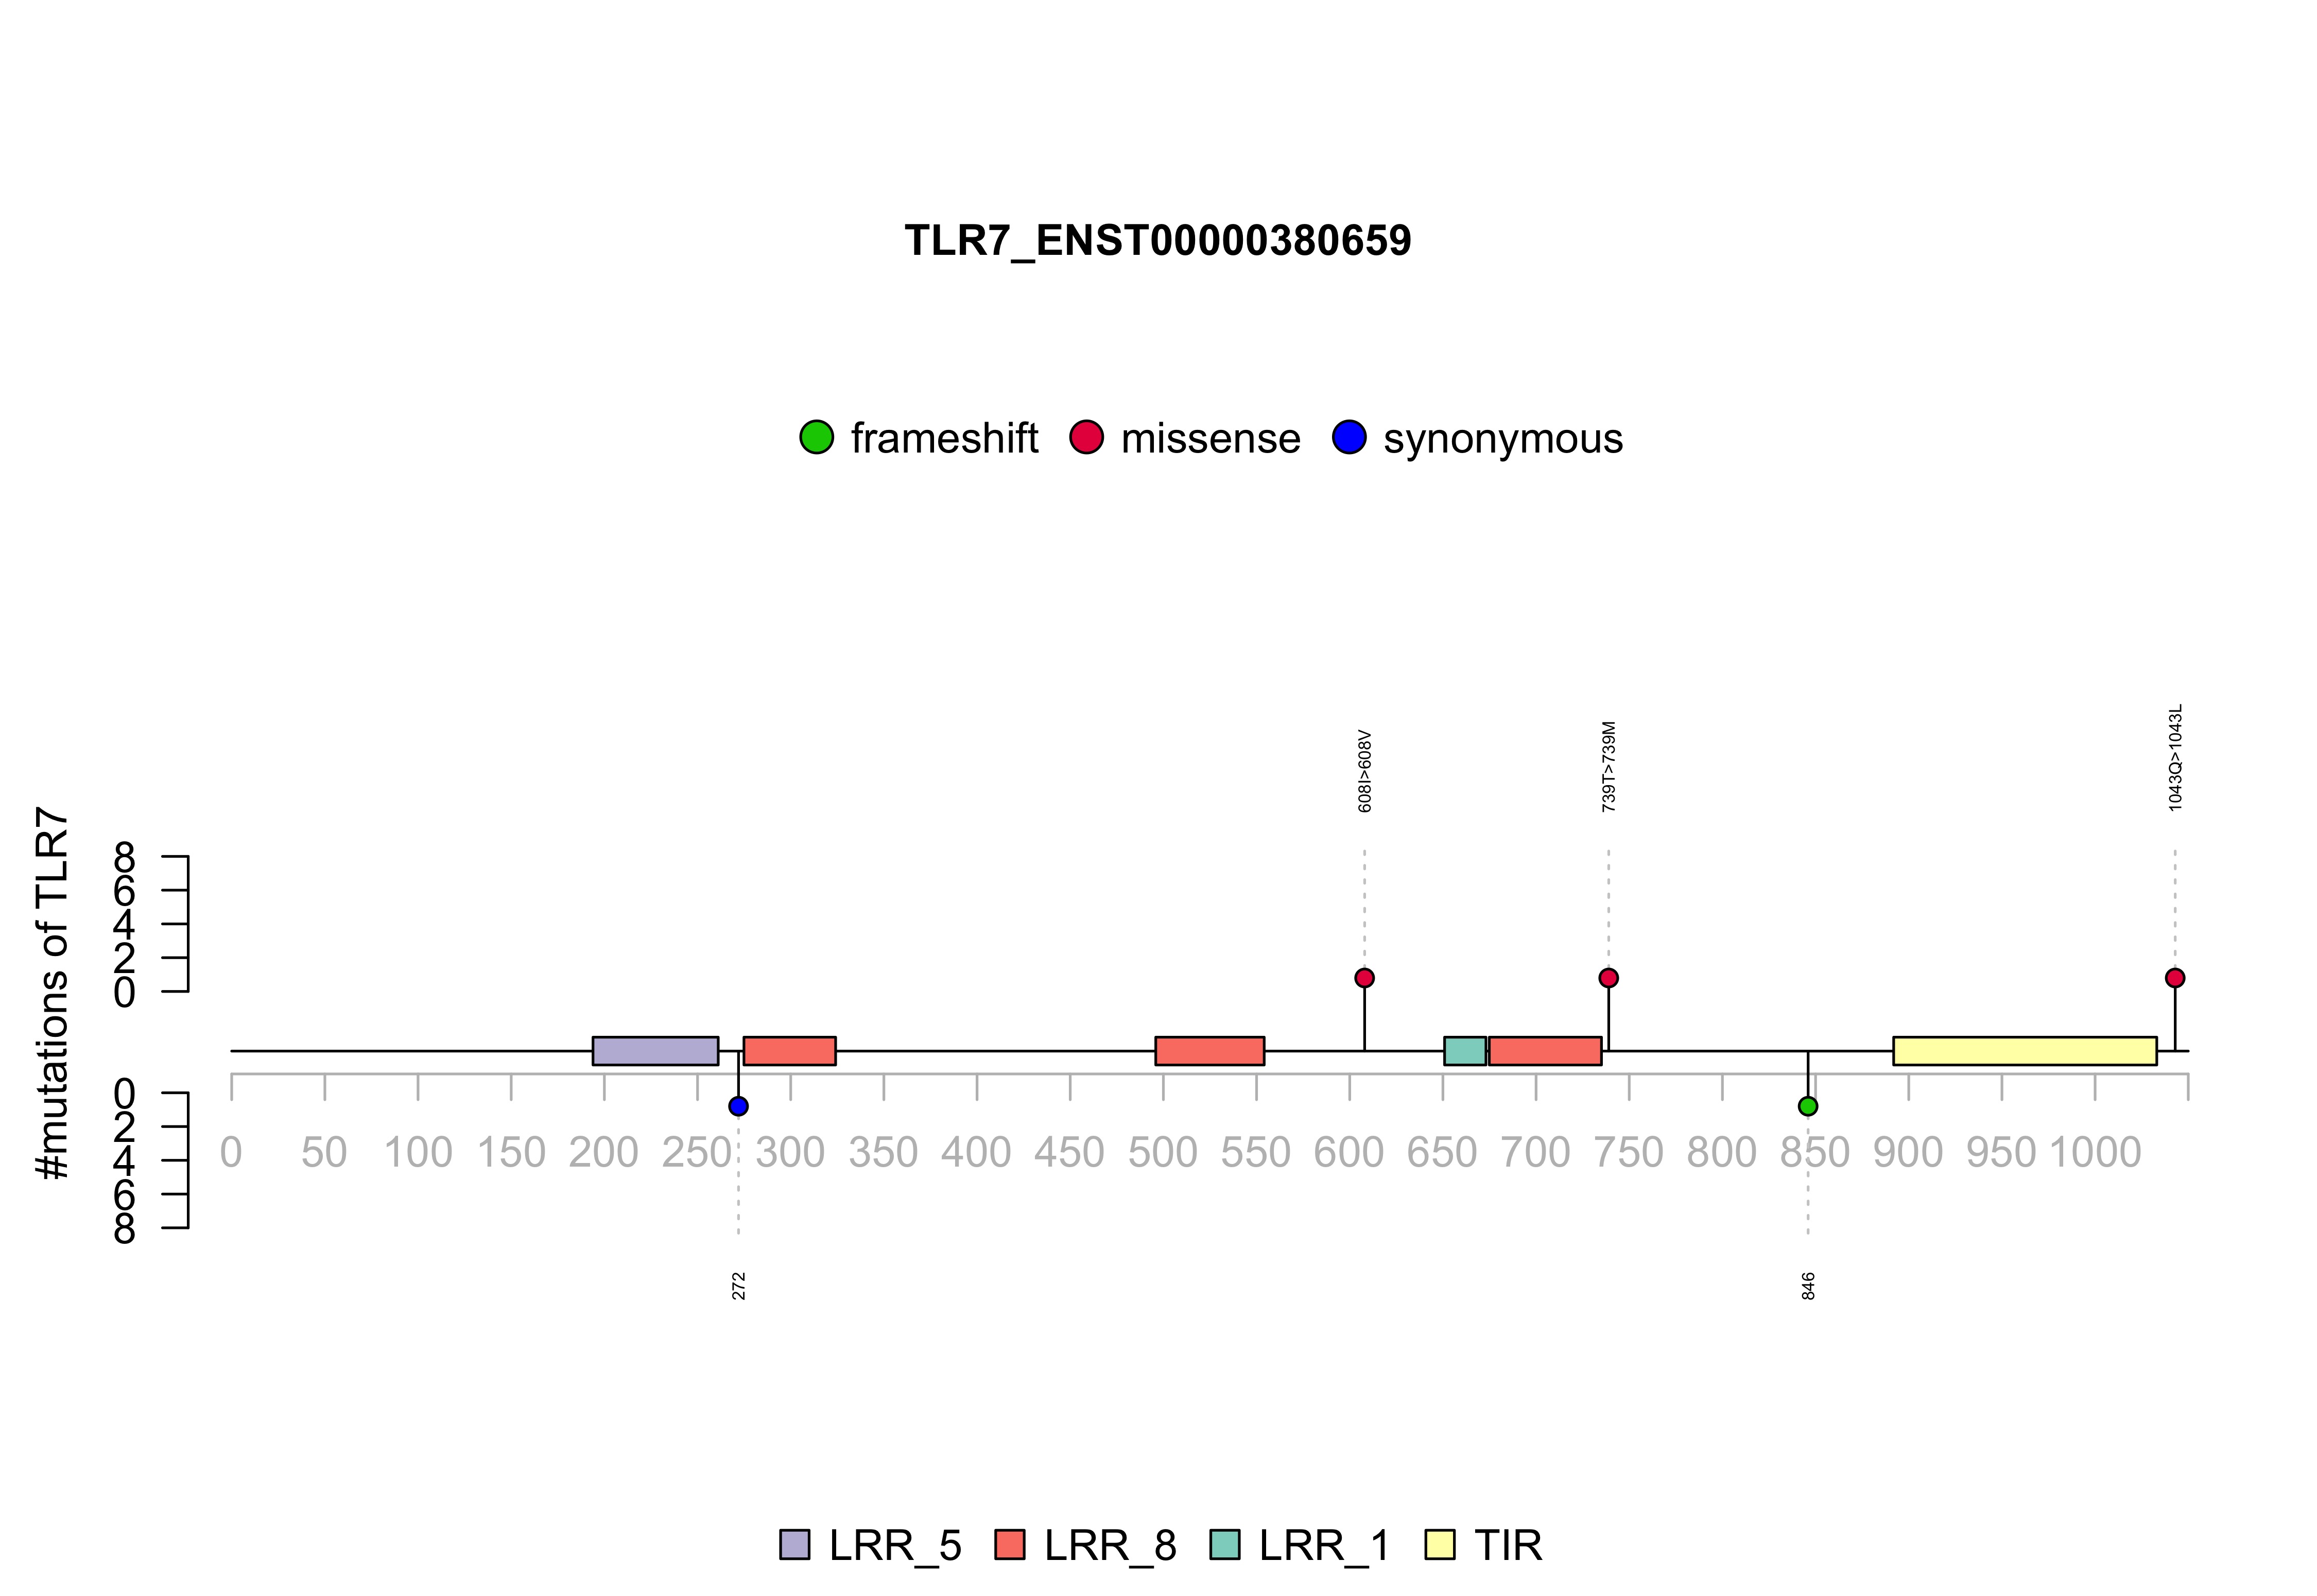 TLR7_ENST00000380659
frameshift missense synonymous
608I>608V
739T>739M
1043Q>1043L
#mutations of TLR7
8
6
4
2
0
0
2
4
6
8
0 50 100 150 200 250 300 350 400 450 500 550 600 650 700 750 800 850 900 950 1000
272
846
LRR_5 LRR_8 LRR_1 TIR